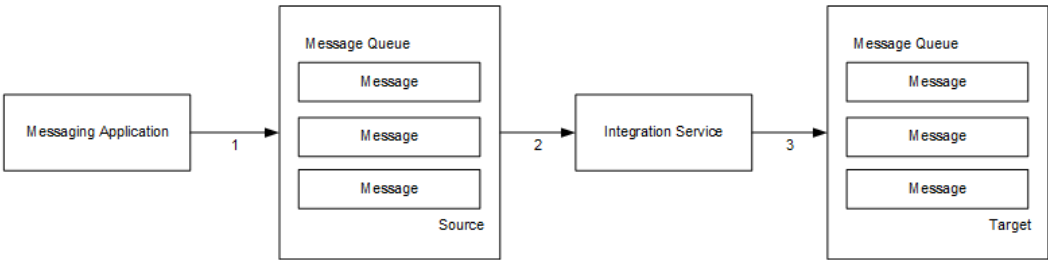 Messaging Application
1
Message Queue
Message
Message
Message
Source
2
Integration Service
3
Message Queue
Message
Message
Message
Target